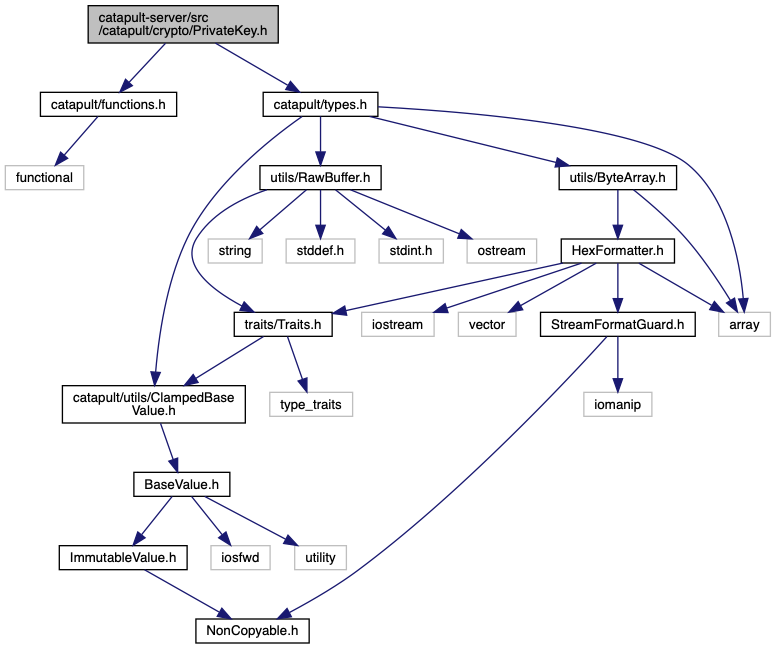 catapult-server/src
/catapult/crypto/PrivateKey.h
catapult/functions.h
catapult/types.h
functional
utils/RawBuffer.h
utils/ByteArray.h
string
stddef.h
stdint.h
ostream
HexFormatter.h
traits/Traits.h
iostream
vector
StreamFormatGuard.h
array
catapult/utils/ClampedBase
Value.h
type_traits
iomanip
BaseValue.h
ImmutableValue.h
iosfwd
utility
NonCopyable.h